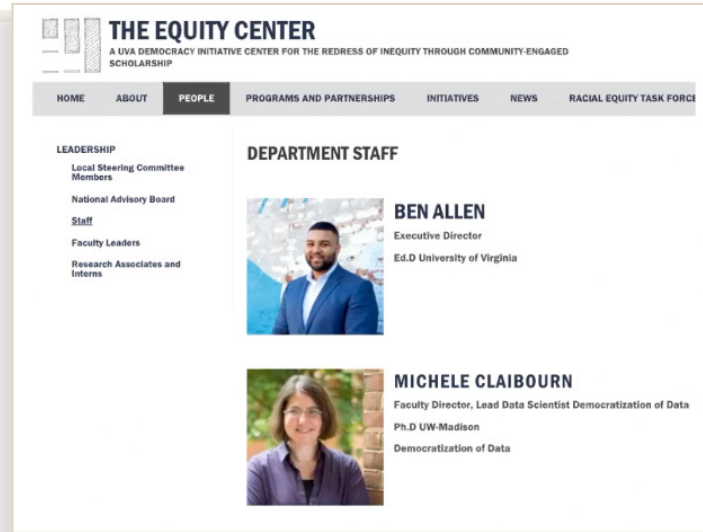 THE EQUITY CENTER
A UVA DEMOCRACY INITIATIVE CENTER FOR THE REDRESS OF INEQUITY THROUGH COMMUNITY-ENGAGED
SCHOLARSHIP
HOME ABOUT PEOPLE PROGRAMS AND PARTNERSHIPS INITIATIVES NEWS RACIAL EQUITY TASK FORCE
LEADERSHIP
Local Steering Committee
Members
National Advisory Board
Staff
Faculty Leaders
Research Associates and
Interns
DEPARTMENT STAFF
BEN ALLEN
Executive Director
Ed.D University of Virginia
MICHELE CLAIBOURN
Faculty Director, Lead Data Scientist Democratization of Data
Ph.D UW-Madison
Democratization of Data